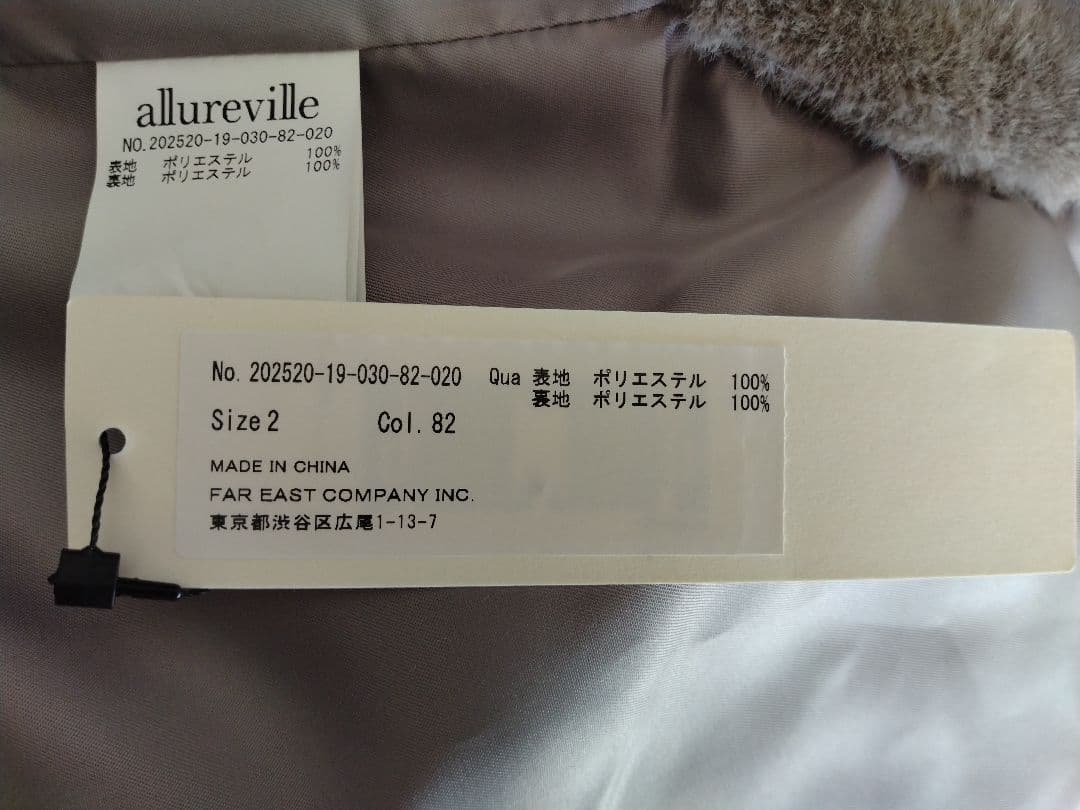 allureville
NO.202520-19-030-82-020
表地 ポリエステル 100%
裏地 ポリエステル 100%
No. 202520-19-030-82-020 Qua 表地 ポリエステル 100%
裏地 ポリエステル 100%
Size 2 Col. 82
MADE IN CHINA
FAR EAST COMPANY INC.
東京都渋谷区広尾1-13-7